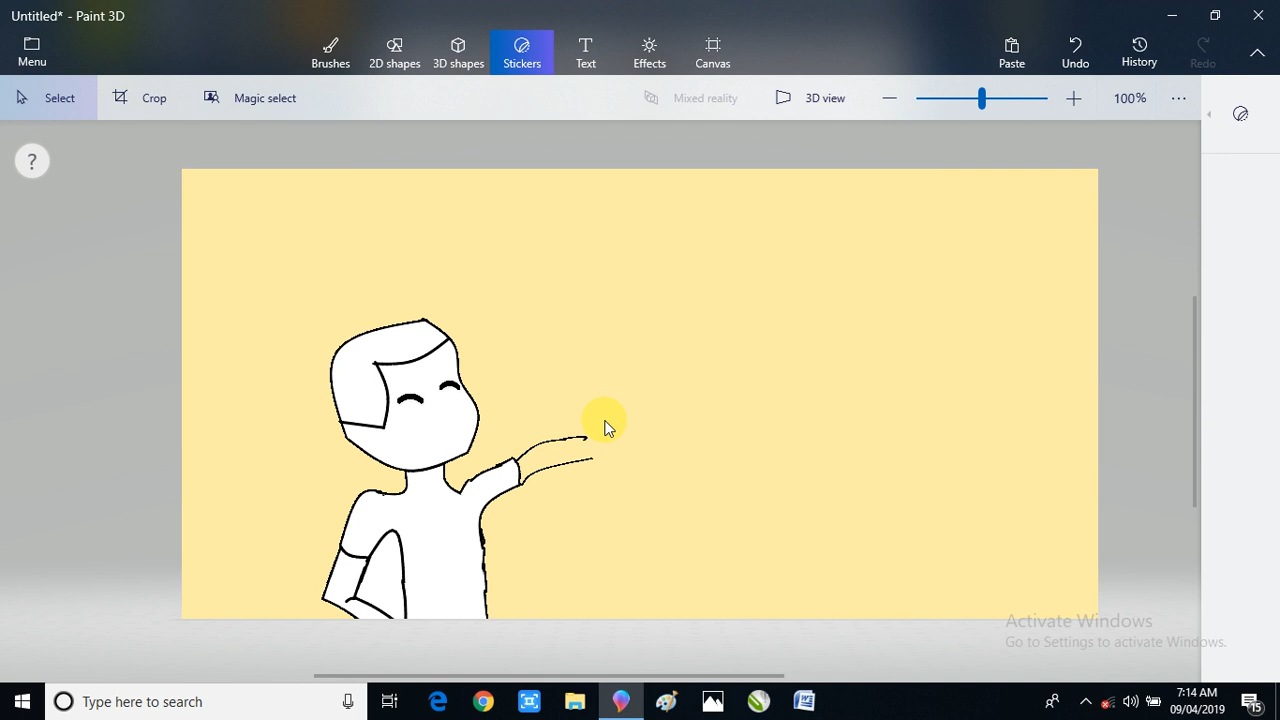 Untitled* - Paint 3D
Menu
Brushes
2D shapes
3D shapes
Stickers
Text
Effects
Canvas
Paste
Undo
History
Redo
Select
Crop
Magic select
Mixed reality
3D view
100%
?
Activate Windows
Go to Settings to activate Windows.
Type here to search
7:14 AM
09/04/2019
15